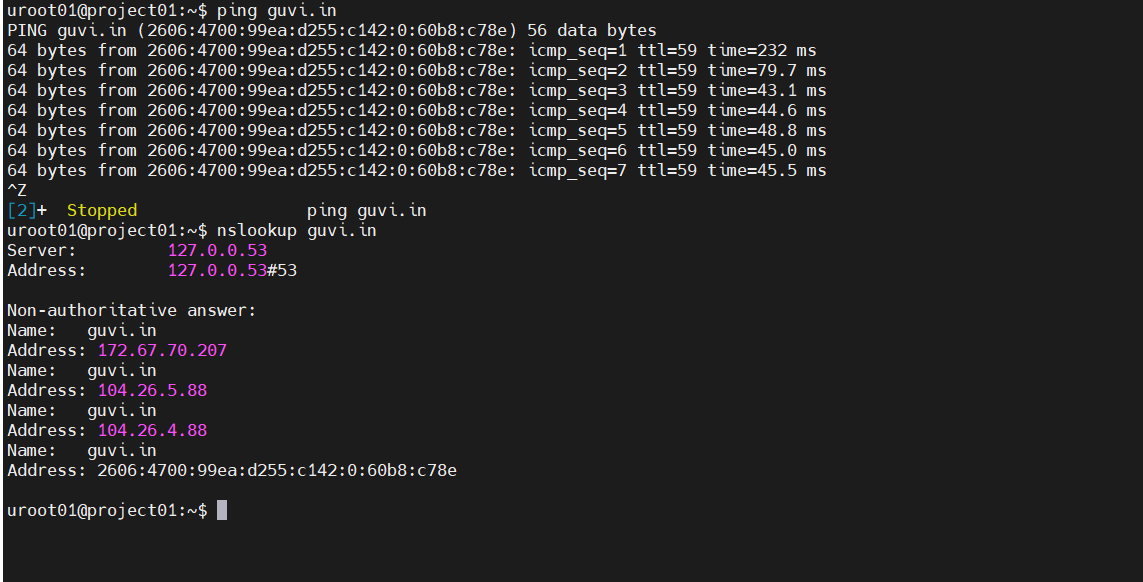 uroot01@project01:~$ ping guvi.in
PING guvi.in (2606:4700:99ea:d255:c142:0:60b8:c78e) 56 data bytes
64 bytes from 2606:4700:99ea:d255:c142:0:60b8:c78e: icmp_seq=1 ttl=59 time=232 ms
64 bytes from 2606:4700:99ea:d255:c142:0:60b8:c78e: icmp_seq=2 ttl=59 time=79.7 ms
64 bytes from 2606:4700:99ea:d255:c142:0:60b8:c78e: icmp_seq=3 ttl=59 time=43.1 ms
64 bytes from 2606:4700:99ea:d255:c142:0:60b8:c78e: icmp_seq=4 ttl=59 time=44.6 ms
64 bytes from 2606:4700:99ea:d255:c142:0:60b8:c78e: icmp_seq=5 ttl=59 time=48.8 ms
64 bytes from 2606:4700:99ea:d255:c142:0:60b8:c78e: icmp_seq=6 ttl=59 time=45.0 ms
64 bytes from 2606:4700:99ea:d255:c142:0:60b8:c78e: icmp_seq=7 ttl=59 time=45.5 ms
^Z
[2]+  Stopped                 ping guvi.in
uroot01@project01:~$ nslookup guvi.in
Server:         127.0.0.53
Address:        127.0.0.53#53

Non-authoritative answer:
Name:   guvi.in
Address: 172.67.70.207
Name:   guvi.in
Address: 104.26.5.88
Name:   guvi.in
Address: 104.26.4.88
Name:   guvi.in
Address: 2606:4700:99ea:d255:c142:0:60b8:c78e

uroot01@project01:~$